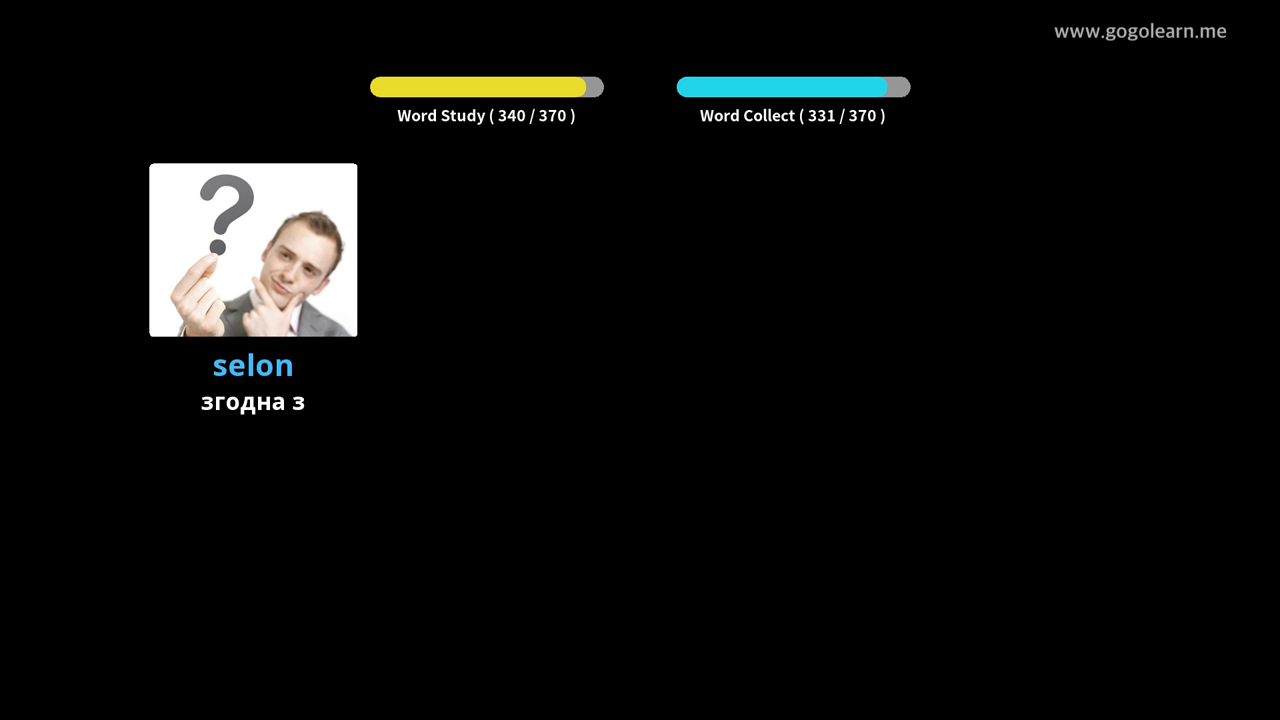 www.gogolearn.me
Word Study ( 340 / 370 )
Word Collect ( 331 / 370 )
?
selon
згодна з